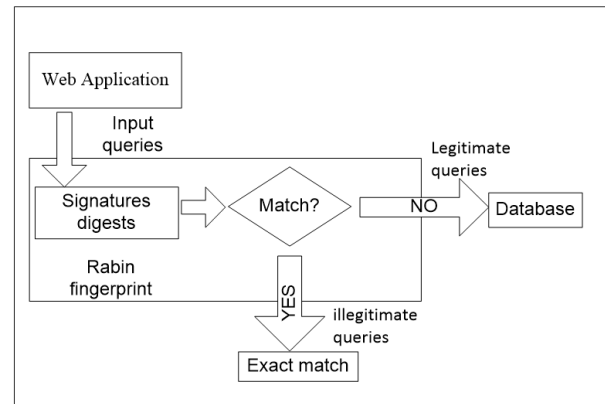 Web Application
Input
queries
Legitimate
queries
Signatures
digests
Match?
NO
Database
Rabin
fingerprint
YES
illegitimate
queries
Exact match